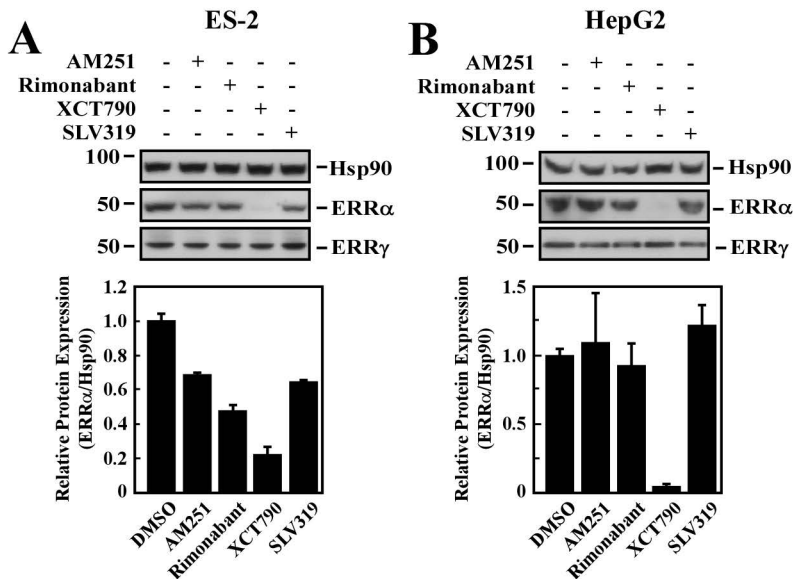 A
ES-2
AM251 - + - - -
Rimonabant - - + - -
XCT790 - - - + -
SLV319 - - - - +
100
Hsp90
50
ERRα
50
ERRγ
Relative Protein Expression
(ERRα/Hsp90)
1.2
1.0
0.8
0.6
0.4
0.2
0
DMSO
AM251
Rimonabant
XCT790
SLV319
B
HepG2
AM251 - + - - -
Rimonabant - - + - -
XCT790 - - - + -
SLV319 - - - - +
100
Hsp90
50
ERRα
50
ERRγ
Relative Protein Expression
(ERRα/Hsp90)
1.5
1.0
0.5
0
DMSO
AM251
Rimonabant
XCT790
SLV319